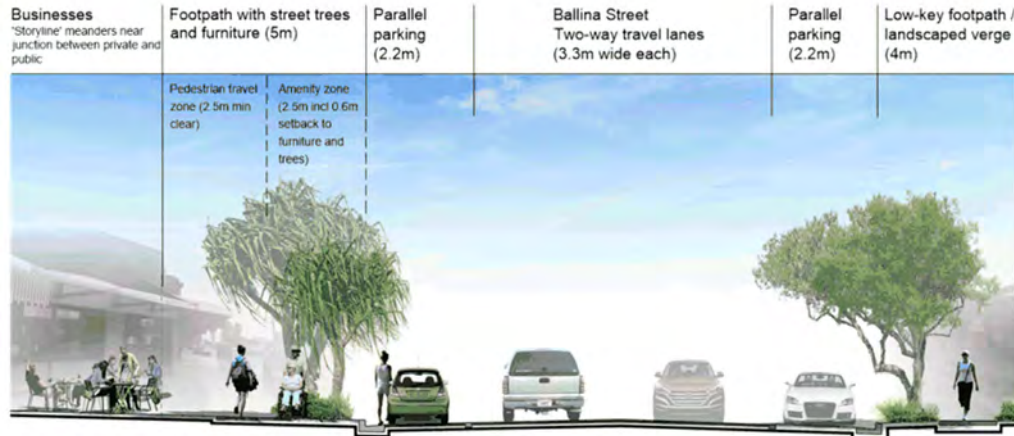 Businesses
'Storyline' meanders near
junction between private and
public
Footpath with street trees
and furniture (5m)
Parallel
parking
(2.2m)
Ballina Street
Two-way travel lanes
(3.3m wide each)
Parallel
parking
(2.2m)
Low-key footpath /
landscaped verge
(4m)
Pedestrian travel
zone (2.5m min
clear)
Amenity zone
(2.5m incl 0.6m
setback to
furniture and
trees)